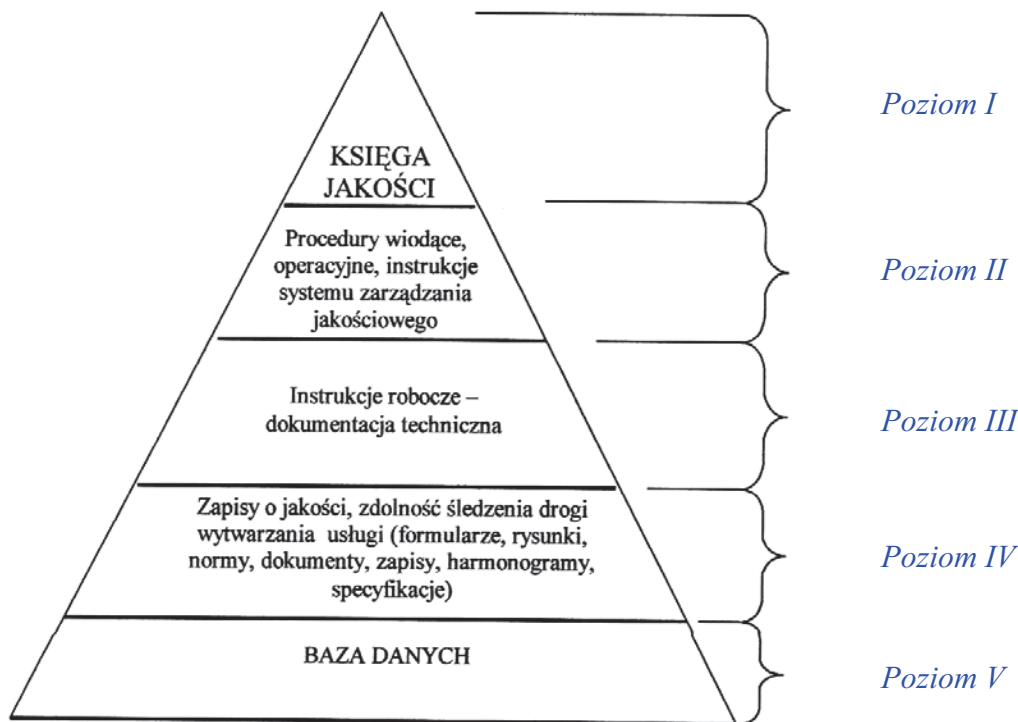 KSIĘGA
JAKOŚCI
Poziom I
Procedury wiodące,
operacyjne, instrukcje
systemu zarządzania
jakościowego
Poziom II
Instrukcje robocze –
dokumentacja techniczna
Poziom III
Zapisy o jakości, zdolność śledzenia drogi
wytwarzania usługi (formularze, rysunki,
normy, dokumenty, zapisy, harmonogramy,
specyfikacje)
Poziom IV
BAZA DANYCH
Poziom V